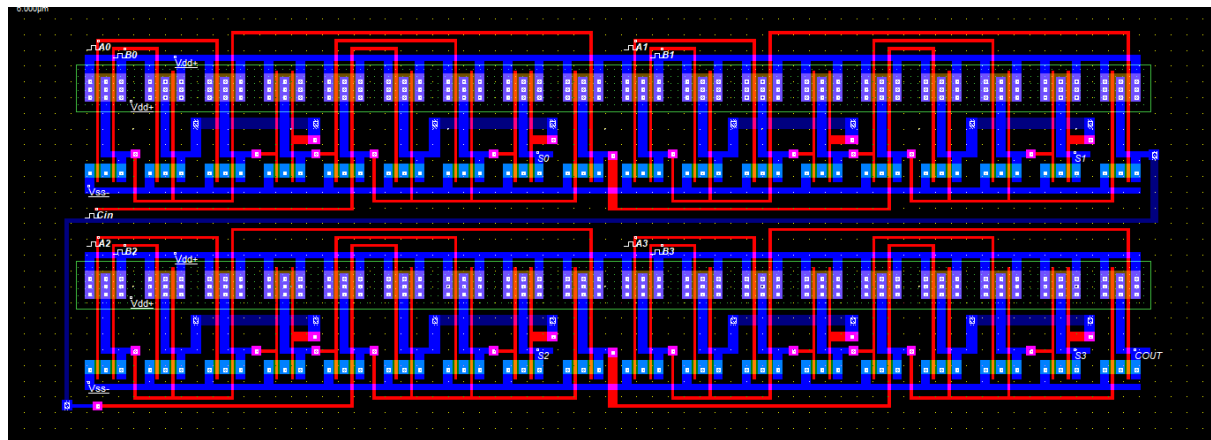 6.000µm
A0 A1
B0 B1
Vdd+
Vdd+
S0 S1
Vss-
Cin
A2 A3
B2 B3
Vdd+
Vdd+
S2 S3 COUT
Vss-